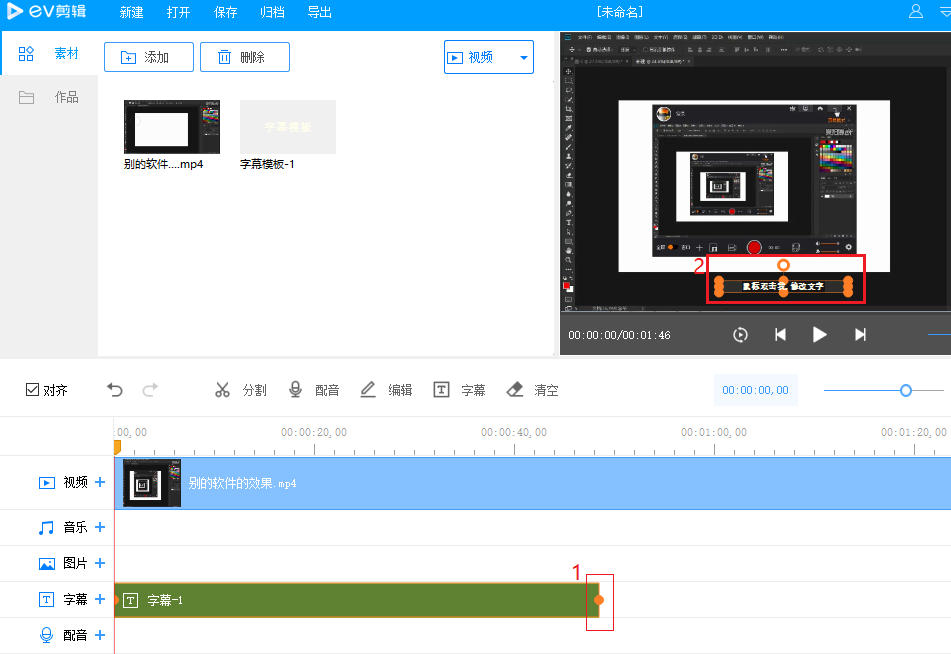 EV剪辑 新建 打开 保存 归档 导出 [未命名]
素材 添加 删除 视频
作品
字幕模板
别的软件....mp4 字幕模板-1
2
鼠标双击我,修改文字
00:00:00/00:01:46
对齐 分割 配音 编辑 字幕 清空 00:00:00,00
:00,00 00:00:20,00 00:00:40,00 00:01:00,00 00:01:20,00
视频 + 别的软件的效果.mp4
音乐 +
图片 +
1
字幕 + 字幕-1
配音 +